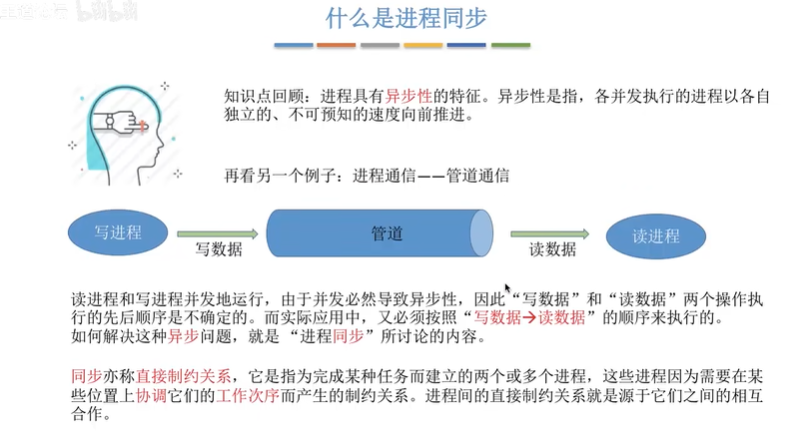 什么是进程同步
知识点回顾：进程具有异步性的特征。异步性是指，各并发执行的进程以各自
独立的、不可预知的速度向前推进。
再看另一个例子：进程通信——管道通信
写进程
写数据
管道
读数据
读进程
读进程和写进程并发地运行，由于并发必然导致异步性，因此“写数据”和“读数据”两个操作执
行的先后顺序是不确定的。而实际应用中，又必须按照“写数据→读数据”的顺序来执行的。
如何解决这种异步问题，就是 “进程同步”所讨论的内容。
同步亦称直接制约关系，它是指为完成某种任务而建立的两个或多个进程，这些进程因为需要在某
些位置上协调它们的工作次序而产生的制约关系。进程间的直接制约关系就是源于它们之间的相互
合作。